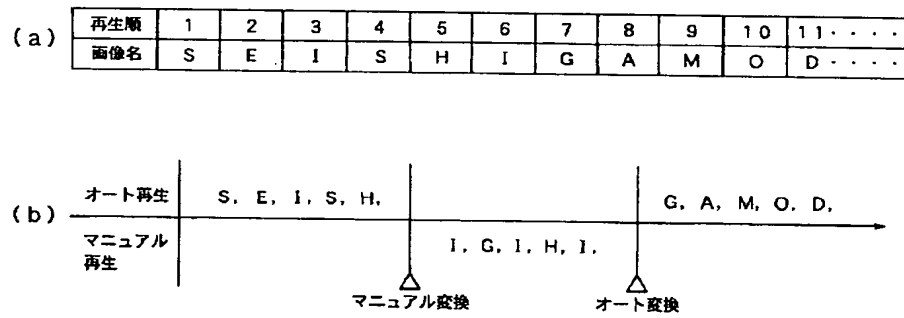 (a)
再生順 1 2 3 4 5 6 7 8 9 10 11・・・・
画像名 S E I S H I G A M O D・・・・
(b)
オート再生 S, E, I, S, H, G, A, M, O, D,
マニュアル再生 I, G, I, H, I,
マニュアル変換 オート変換